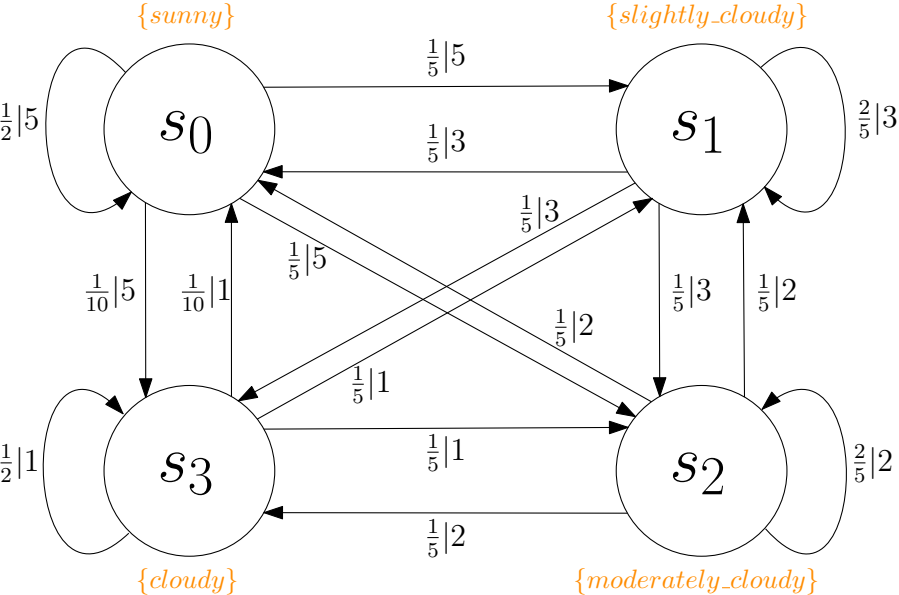 {sunny}
{slightly_cloudy}
1/5|5
1/2|5
s0
s1
2/5|3
1/5|3
1/5|3
1/5|5
1/10|5
1/10|1
1/5|3
1/5|2
1/5|2
1/5|1
1/2|1
s3
1/5|1
s2
2/5|2
1/5|2
{cloudy}
{moderately_cloudy}